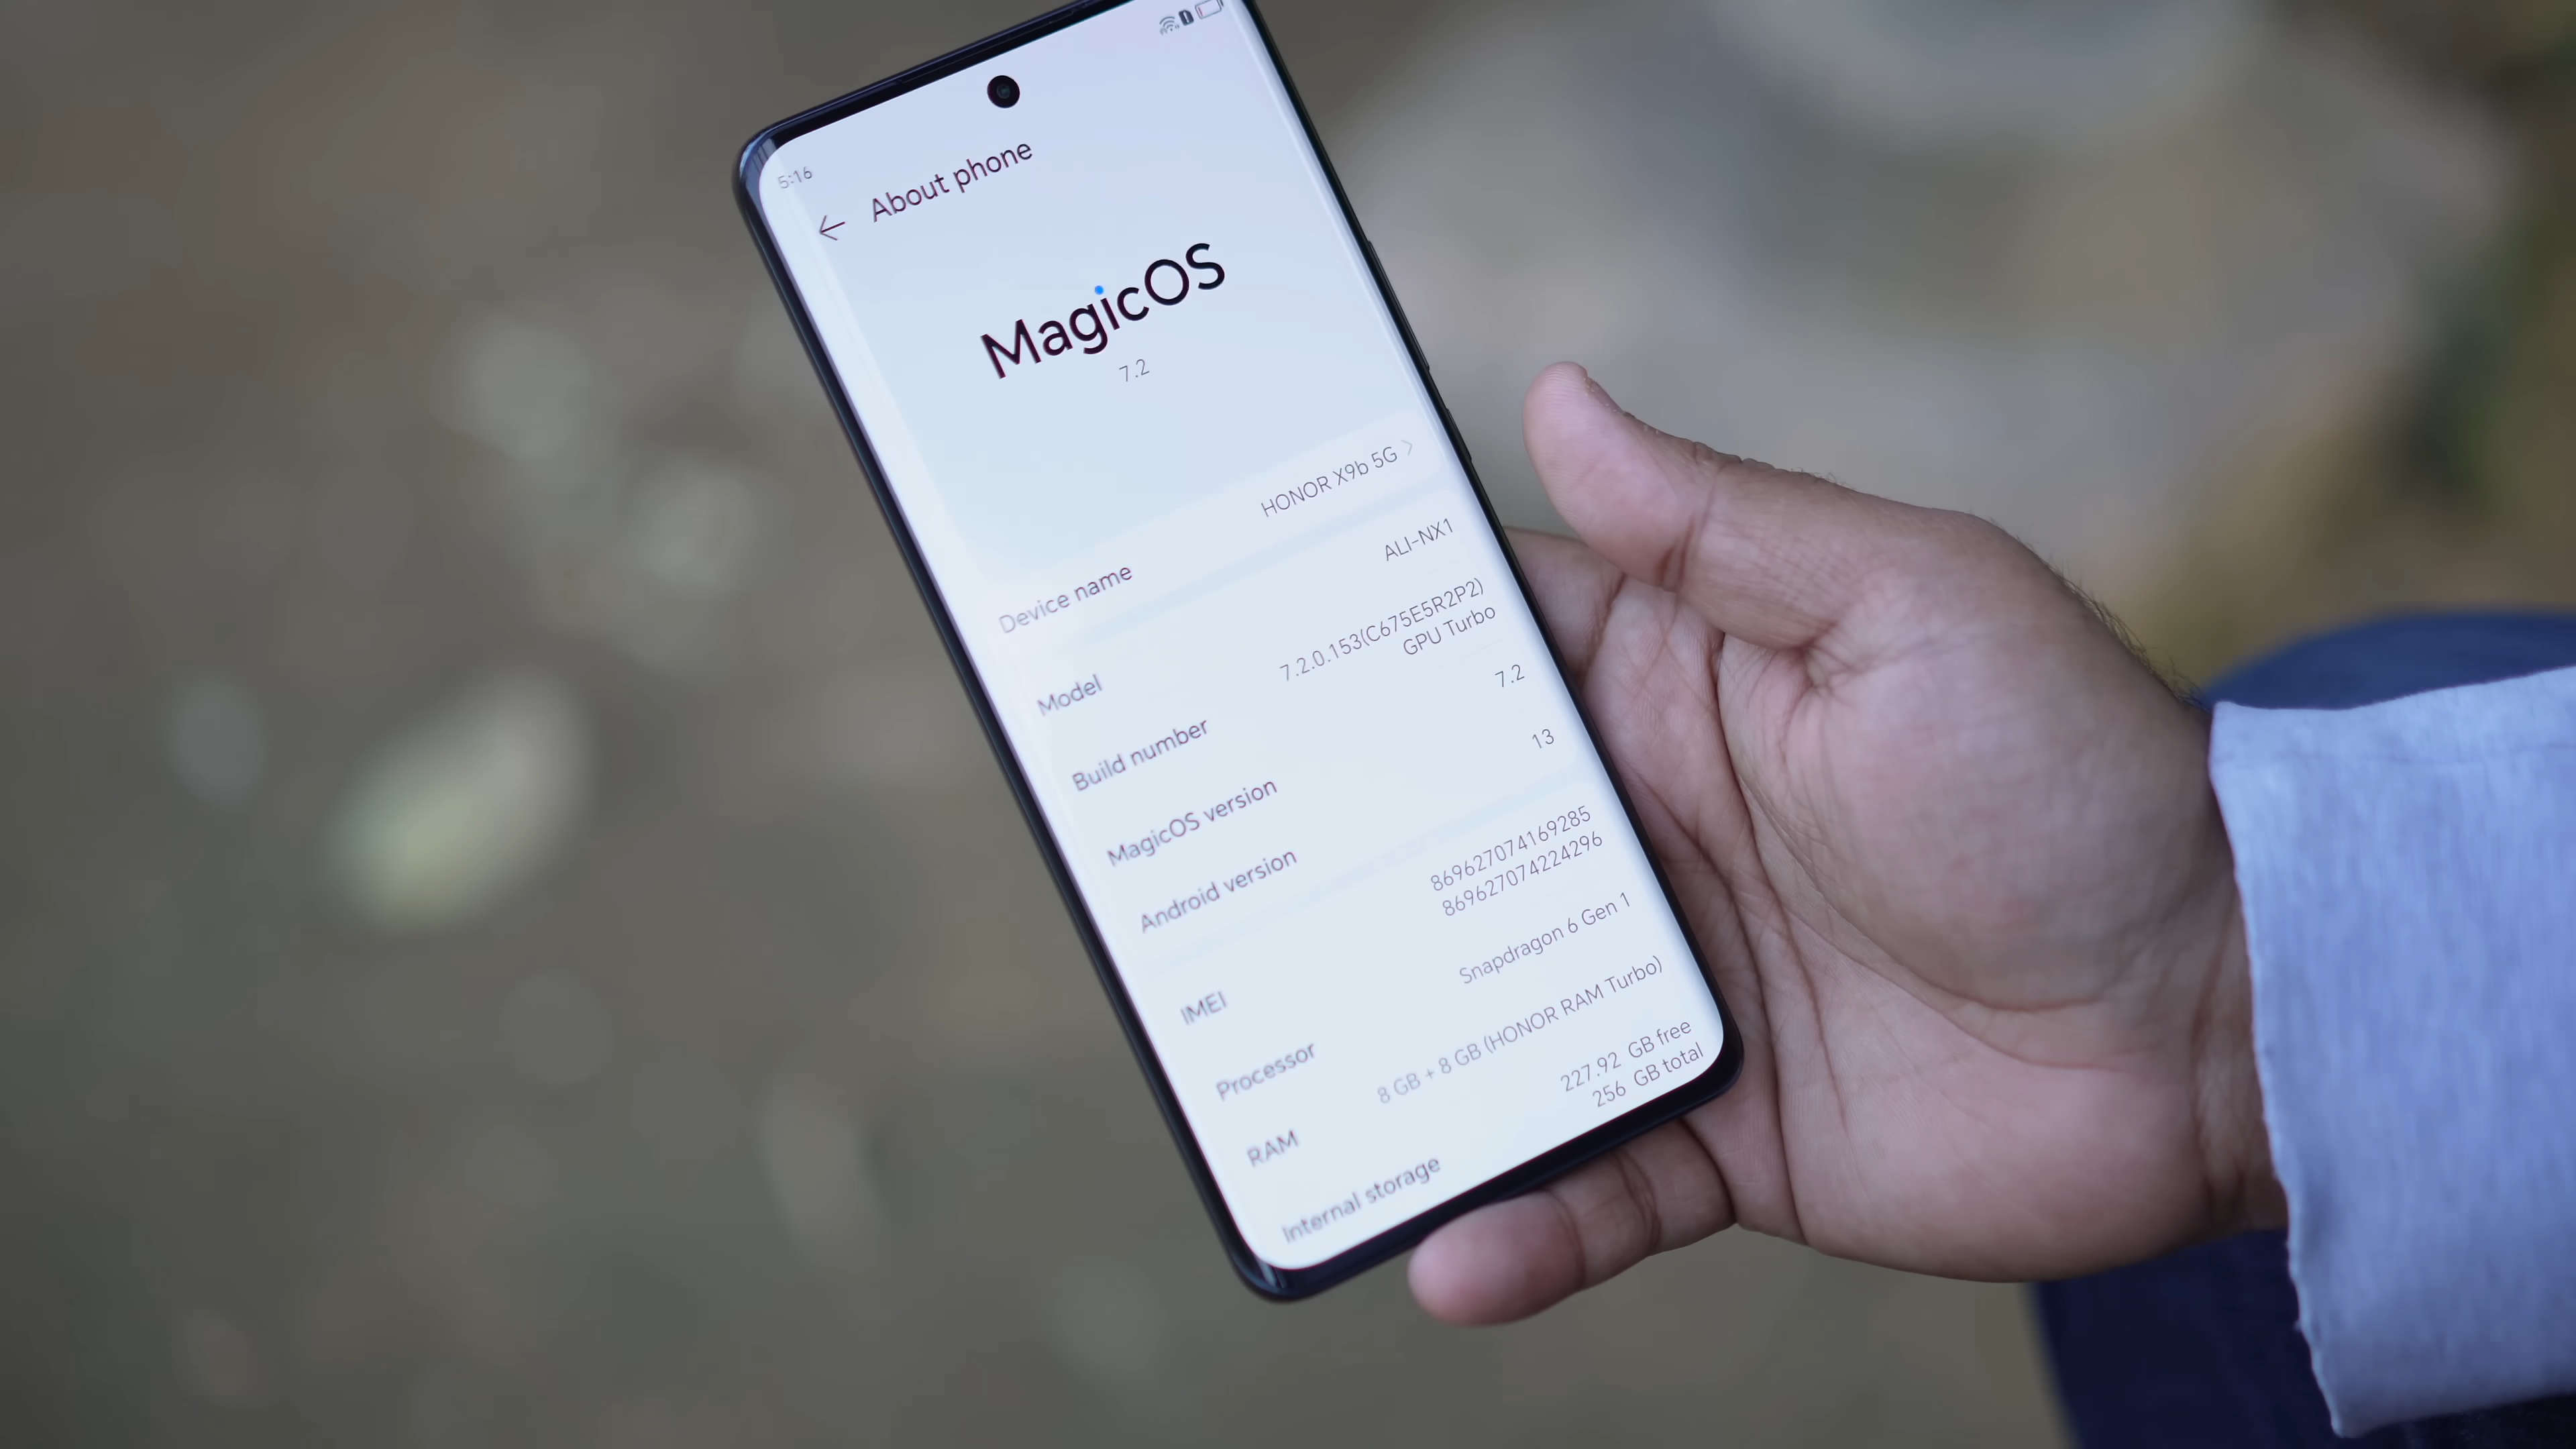 5:16
About phone
MagicOS
7.2
Device name HONOR X9b 5G
Model ALI-NX1
Build number 7.2.0.153(C675E5R2P2)
GPU Turbo
MagicOS version 7.2
Android version 13
IMEI 869627074169285
869627074224296
Processor Snapdragon 6 Gen 1
RAM 8 GB + 8 GB (HONOR RAM Turbo)
Internal storage 227.92 GB free
256 GB total